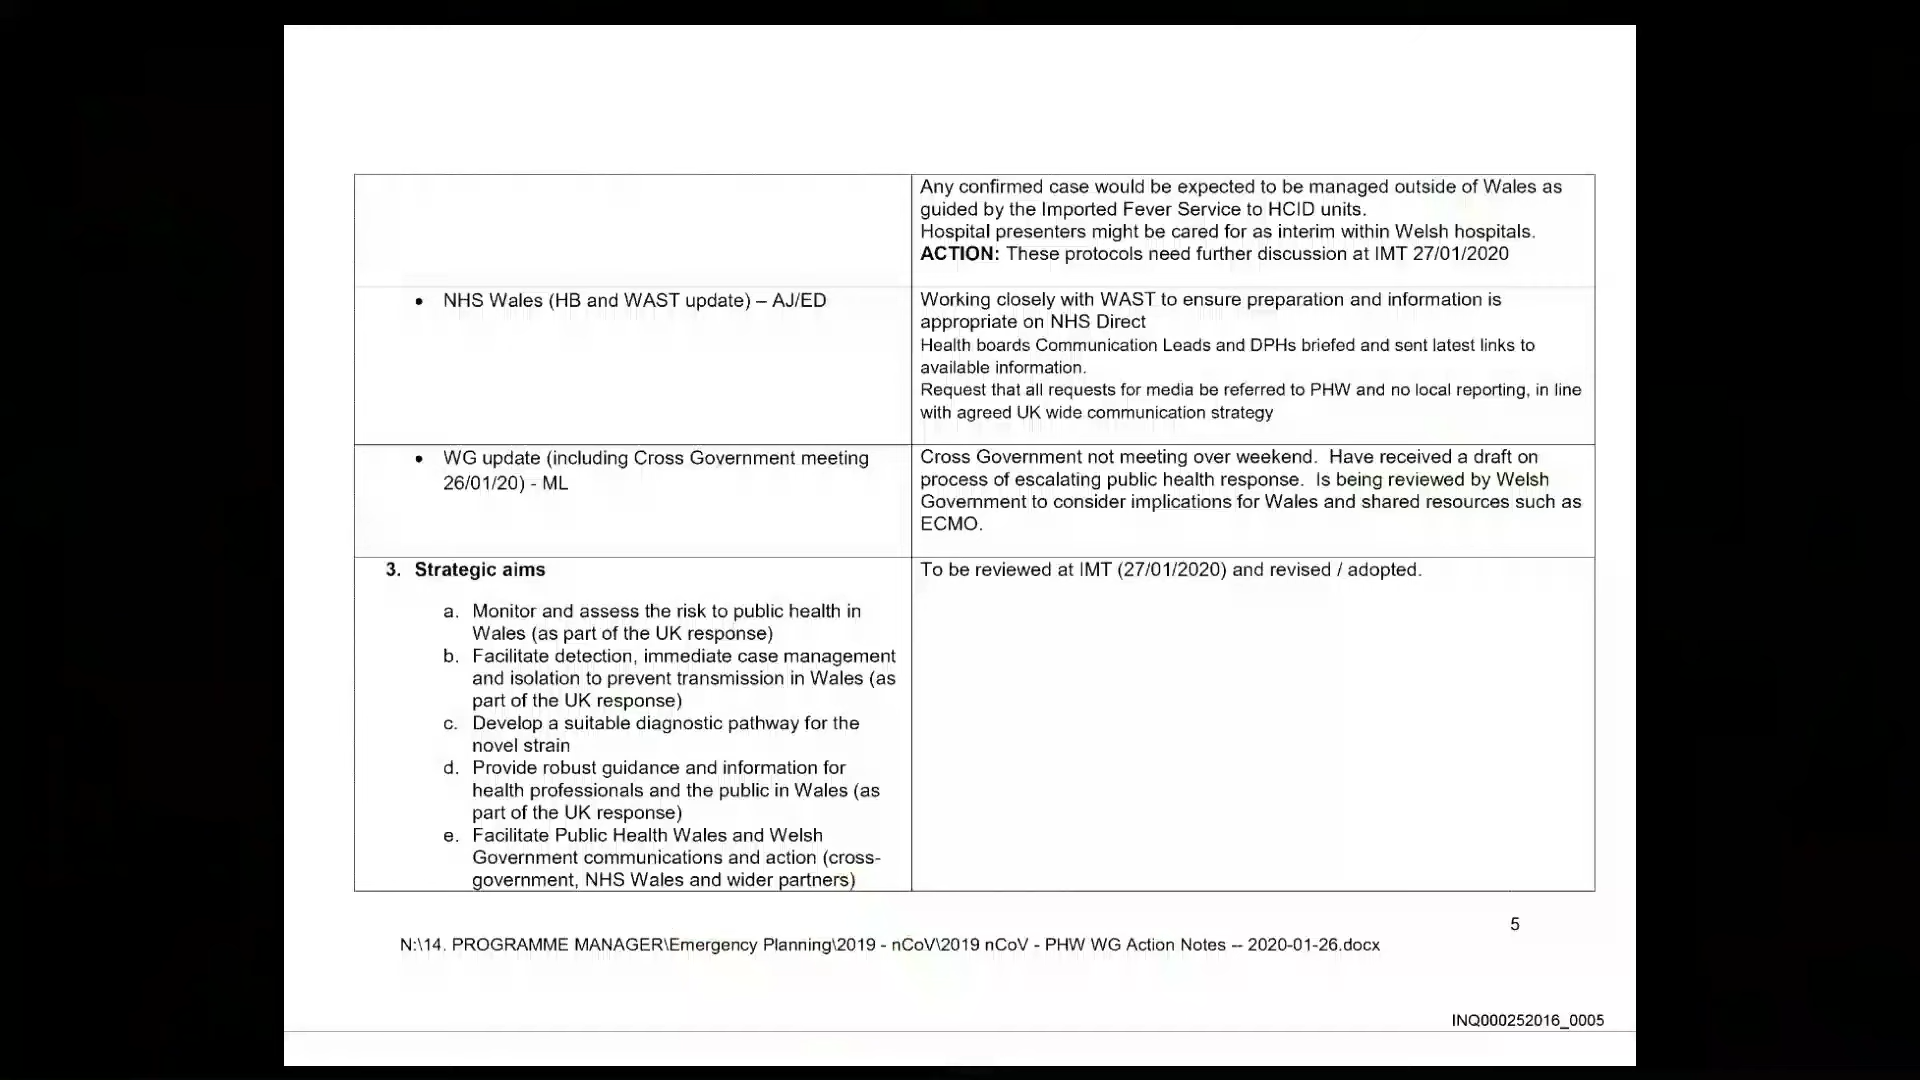 Any confirmed case would be expected to be managed outside of Wales as
guided by the Imported Fever Service to HCID units.
Hospital presenters might be cared for as interim within Welsh hospitals.
ACTION: These protocols need further discussion at IMT 27/01/2020
• NHS Wales (HB and WAST update) – AJ/ED
Working closely with WAST to ensure preparation and information is
appropriate on NHS Direct
Health boards Communication Leads and DPHs briefed and sent latest links to
available information.
Request that all requests for media be referred to PHW and no local reporting, in line
with agreed UK wide communication strategy
• WG update (including Cross Government meeting
26/01/20) - ML
Cross Government not meeting over weekend.  Have received a draft on
process of escalating public health response.  Is being reviewed by Welsh
Government to consider implications for Wales and shared resources such as
ECMO.
3. Strategic aims
To be reviewed at IMT (27/01/2020) and revised / adopted.
a. Monitor and assess the risk to public health in
Wales (as part of the UK response)
b. Facilitate detection, immediate case management
and isolation to prevent transmission in Wales (as
part of the UK response)
c. Develop a suitable diagnostic pathway for the
novel strain
d. Provide robust guidance and information for
health professionals and the public in Wales (as
part of the UK response)
e. Facilitate Public Health Wales and Welsh
Government communications and action (cross-
government, NHS Wales and wider partners)
5
N:\14. PROGRAMME MANAGER\Emergency Planning\2019 - nCoV\2019 nCoV - PHW WG Action Notes -- 2020-01-26.docx
INQ000252016_0005